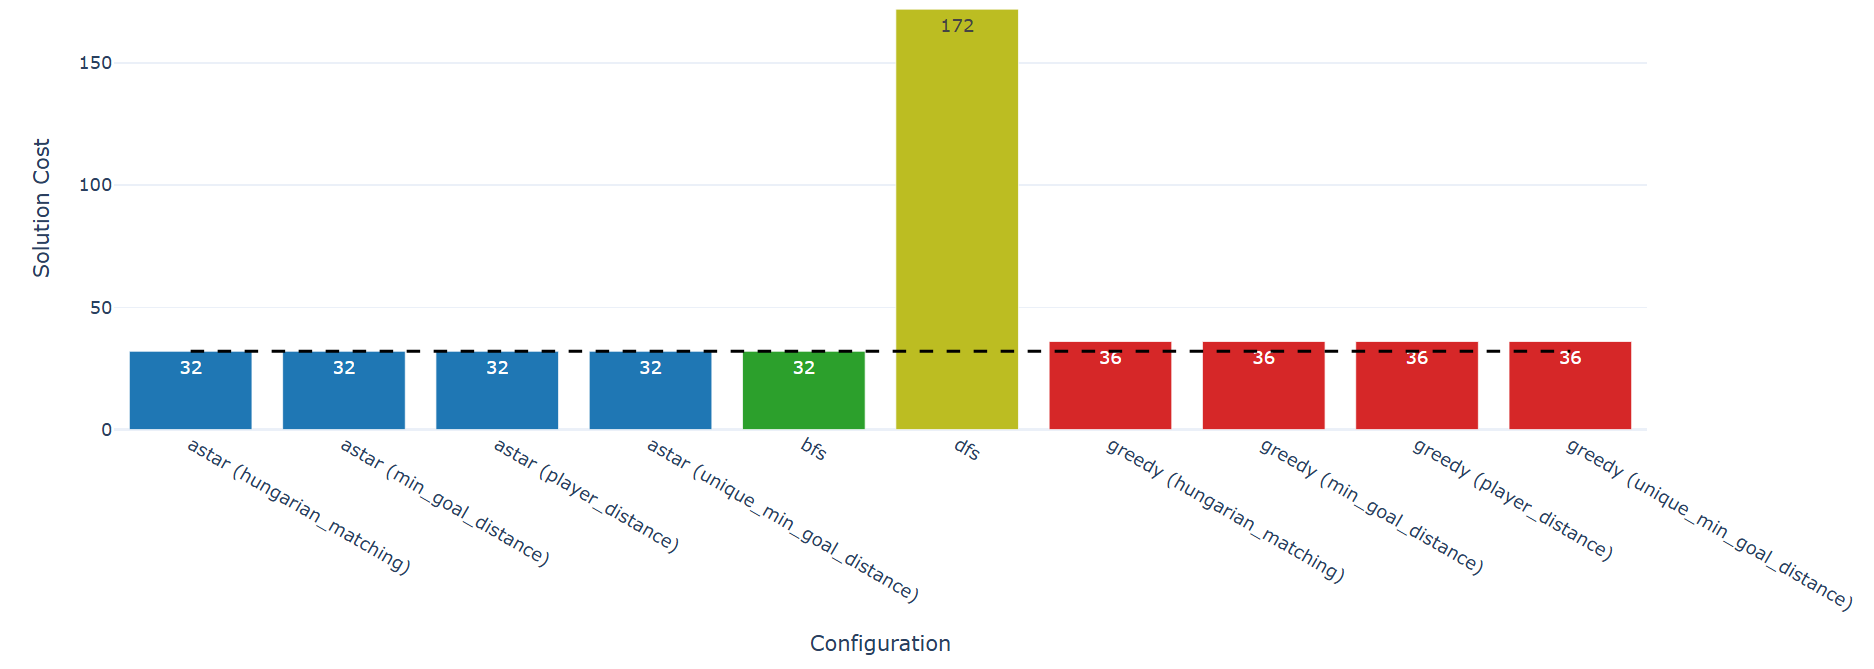 Solution Cost
150
100
50
0
32
32
32
32
32
172
36
36
36
36
astar (hungarian_matching)
astar (min_goal_distance)
astar (player_distance)
astar (unique_min_goal_distance)
bfs
dfs
greedy (hungarian_matching)
greedy (min_goal_distance)
greedy (player_distance)
greedy (unique_min_goal_distance)
Configuration